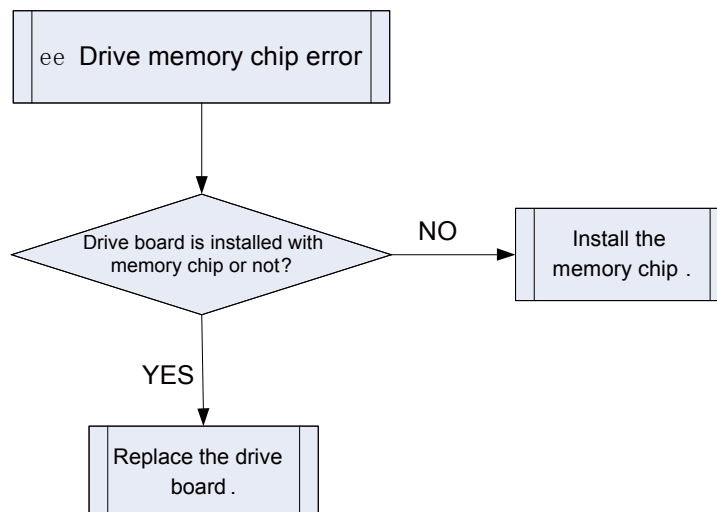 ee Drive memory chip error
Drive board is installed with
memory chip or not?
NO
Install the
memory chip .
YES
Replace the drive
board .